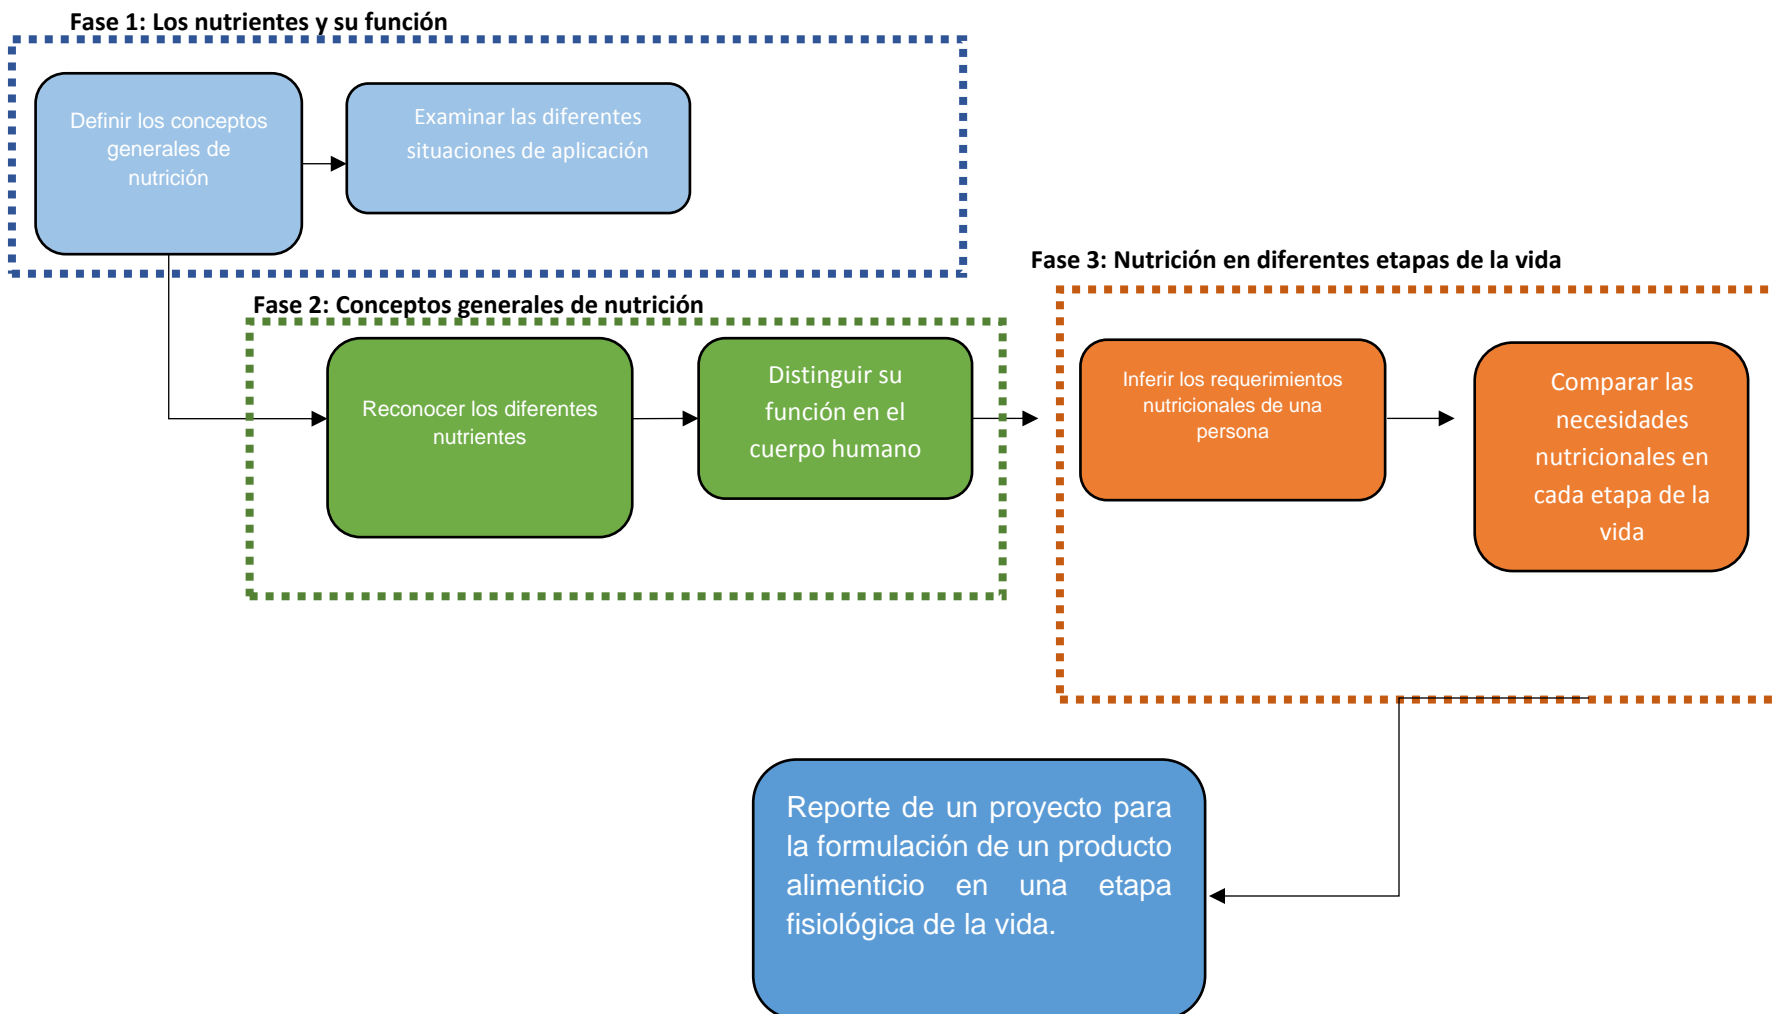 Fase 1: Los nutrientes y su función
Definir los conceptos
generales de
nutrición
Examinar las diferentes
situaciones de aplicación
Fase 2: Conceptos generales de nutrición
Reconocer los diferentes
nutrientes
Distinguir su
función en el
cuerpo humano
Fase 3: Nutrición en diferentes etapas de la vida
Inferir los requerimientos
nutricionales de una
persona
Comparar las
necesidades
nutricionales en
cada etapa de la
vida
Reporte de un proyecto para
la formulación de un producto
alimenticio en una etapa
fisiológica de la vida.